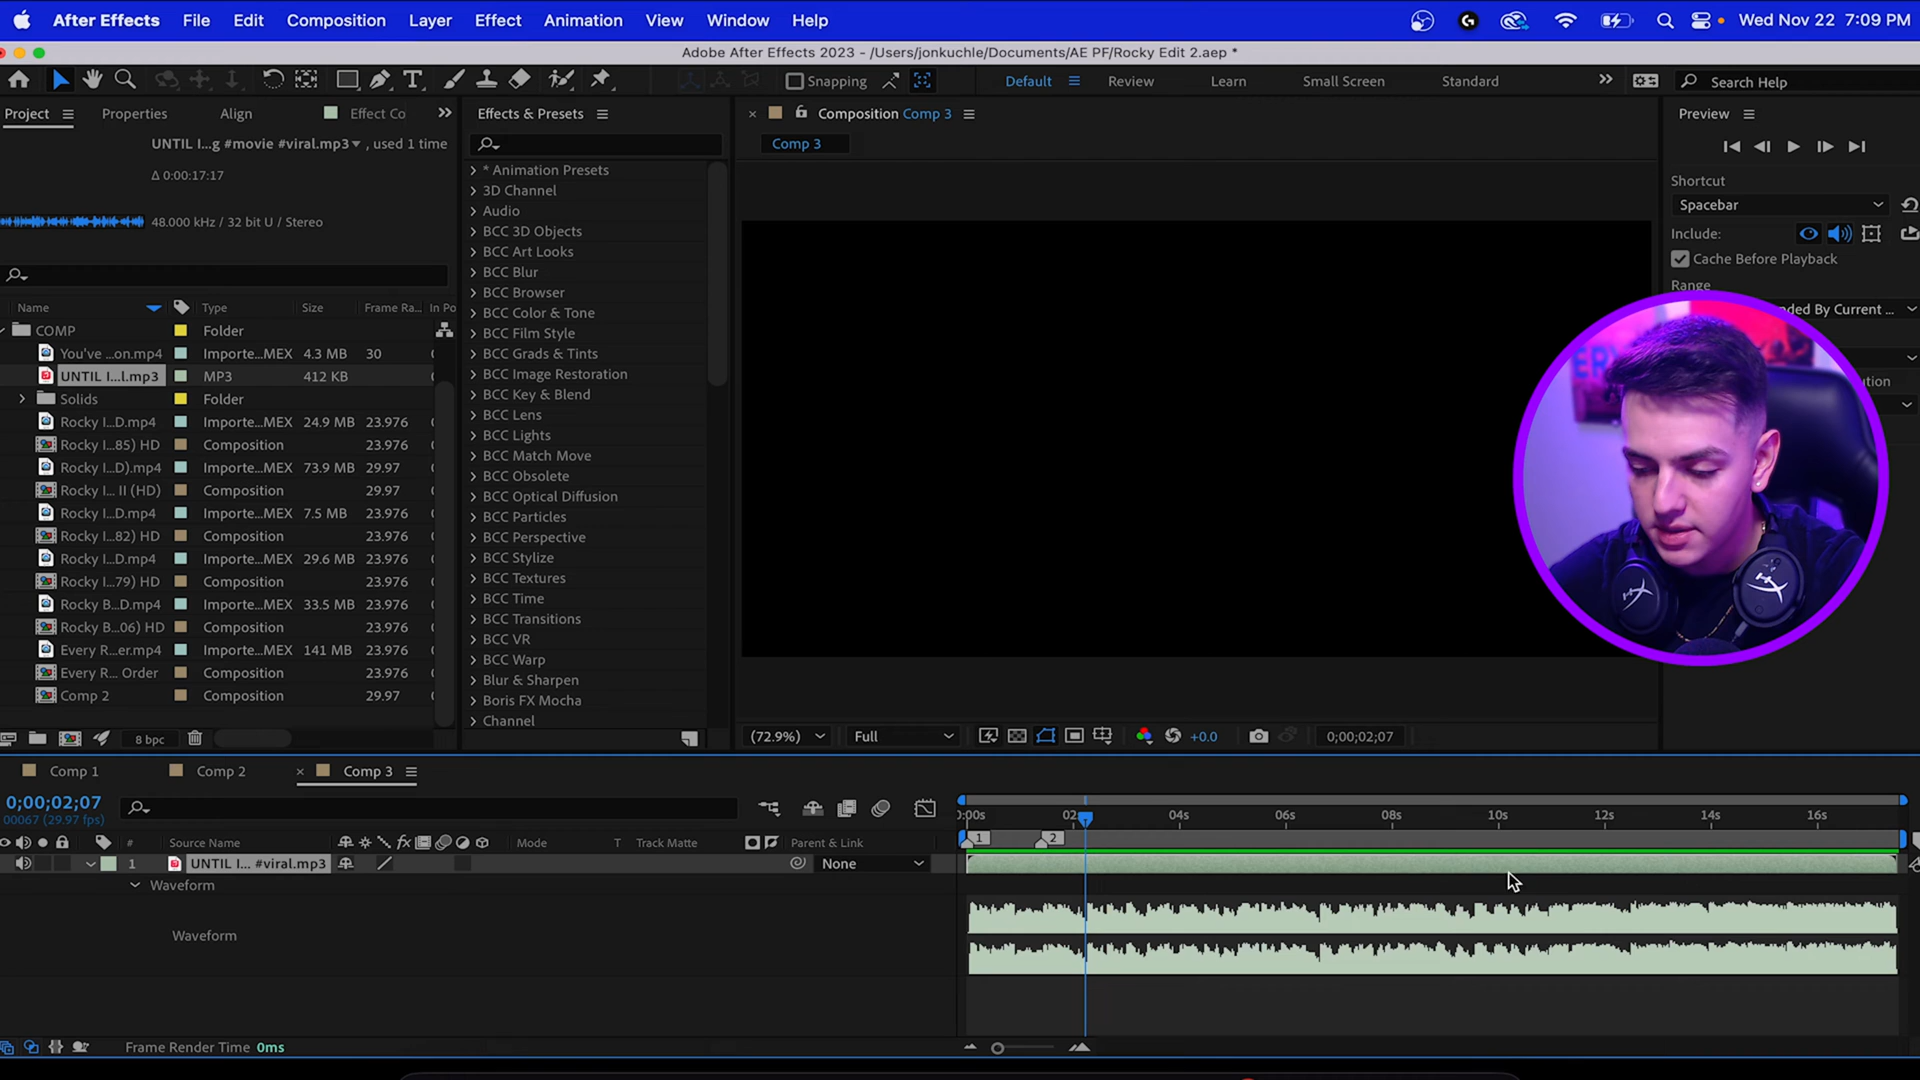 After Effects File Edit Composition Layer Effect Animation View Window Help Wed Nov 22 7:09 PM
Adobe After Effects 2023 - /Users/jonkuchle/Documents/AE PF/Rocky Edit 2.aep *
Snapping Default Review Learn Small Screen Standard Search Help
Project Properties Align Effect Co
UNTIL I...g #movie #viral.mp3 , used 1 time
Δ 0:00:17:17
48.000 kHz / 32 bit U / Stereo
Name Type Size Frame Ra... In Po
COMP Folder
You've ...on.mp4 Importe...MEX 4.3 MB 30
UNTIL I...l.mp3 MP3 412 KB
Solids Folder
Rocky I...D.mp4 Importe...MEX 24.9 MB 23.976
Rocky I...85) HD Composition 23.976
Rocky I...D).mp4 Importe...MEX 73.9 MB 29.97
Rocky I... II (HD) Composition 29.97
Rocky I...D.mp4 Importe...MEX 7.5 MB 23.976
Rocky I...82) HD Composition 23.976
Rocky I...D.mp4 Importe...MEX 29.6 MB 23.976
Rocky I...79) HD Composition 23.976
Rocky B...D.mp4 Importe...MEX 33.5 MB 23.976
Rocky B...06) HD Composition 23.976
Every R...er.mp4 Importe...MEX 141 MB 23.976
Every R... Order Composition 23.976
Comp 2 Composition 29.97
8 bpc
Effects & Presets
* Animation Presets
3D Channel
Audio
BCC 3D Objects
BCC Art Looks
BCC Blur
BCC Browser
BCC Color & Tone
BCC Film Style
BCC Grads & Tints
BCC Image Restoration
BCC Key & Blend
BCC Lens
BCC Lights
BCC Match Move
BCC Obsolete
BCC Optical Diffusion
BCC Particles
BCC Perspective
BCC Stylize
BCC Textures
BCC Time
BCC Transitions
BCC VR
BCC Warp
Blur & Sharpen
Boris FX Mocha
Channel
Composition Comp 3
Comp 3
(72.9%) Full +0.0 0;00;02;07
Preview
Shortcut
Spacebar
Include:
Cache Before Playback
Range
ded By Current ...
ution
Comp 1 Comp 2 Comp 3
0;00;02;07
00067 (29.97 fps)
:00s 02 04s 06s 08s 10s 12s 14s 16s
# Source Name Mode T Track Matte Parent & Link 1 2
1 UNTIL I... #viral.mp3 None
Waveform
Waveform
Frame Render Time 0ms